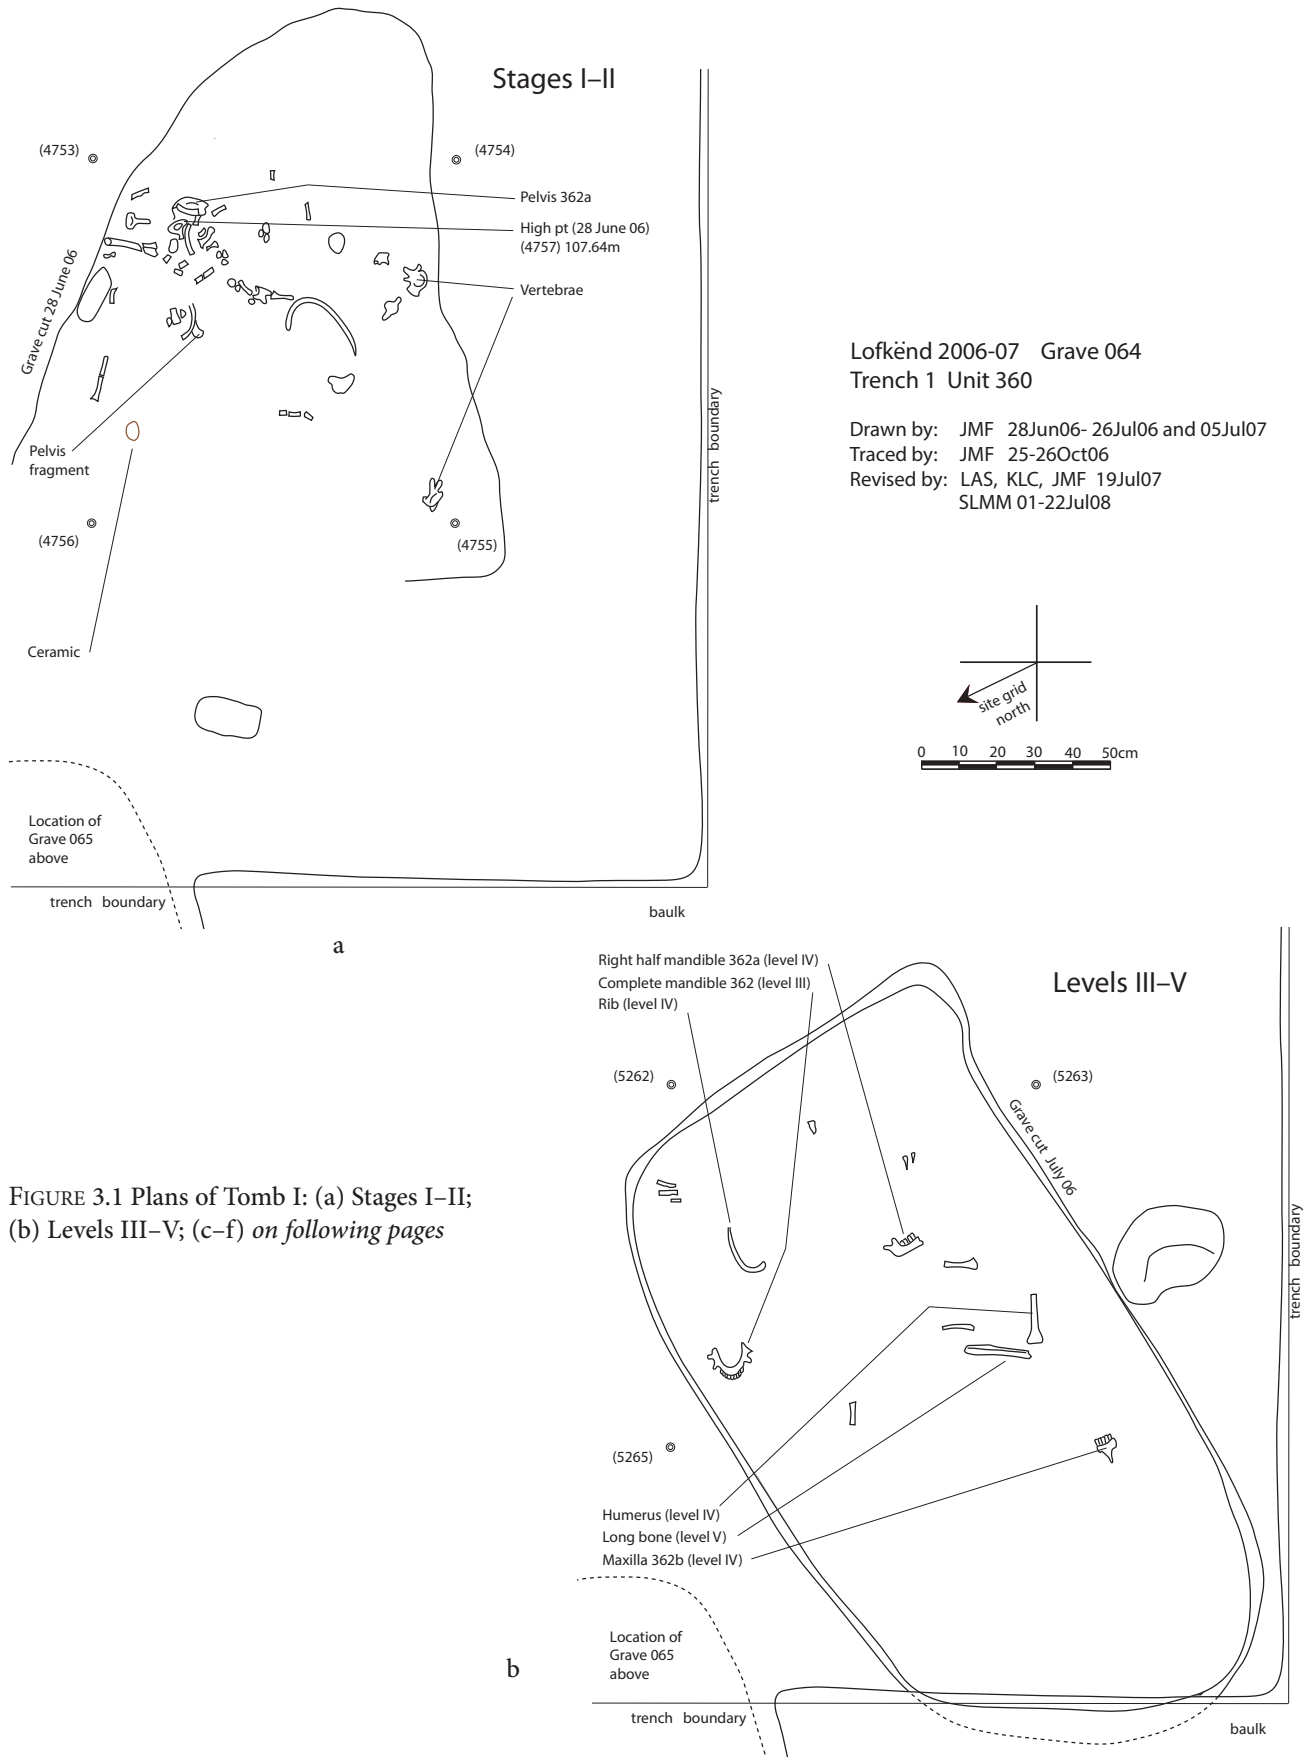 Stages I–II
(4753)
(4754)
Pelvis 362a
High pt (28 June 06)
(4757) 107.64m
Vertebrae
Grave cut 28 June 06
Pelvis
fragment
(4756)
(4755)
Ceramic
trench boundary
Location of
Grave 065
above
trench boundary
baulk
a
Lofkënd 2006-07 Grave 064
Trench 1 Unit 360
Drawn by: JMF 28Jun06- 26Jul06 and 05Jul07
Traced by: JMF 25-26Oct06
Revised by: LAS, KLC, JMF 19Jul07
SLMM 01-22Jul08
site grid
north
0 10 20 30 40 50cm
Right half mandible 362a (level IV)
Complete mandible 362 (level III)
Rib (level IV)
Levels III–V
(5262)
(5263)
Grave cut July 06
FIGURE 3.1 Plans of Tomb I: (a) Stages I–II;
(b) Levels III–V; (c–f) on following pages
trench boundary
(5265)
Humerus (level IV)
Long bone (level V)
Maxilla 362b (level IV)
Location of
Grave 065
above
b
trench boundary
baulk